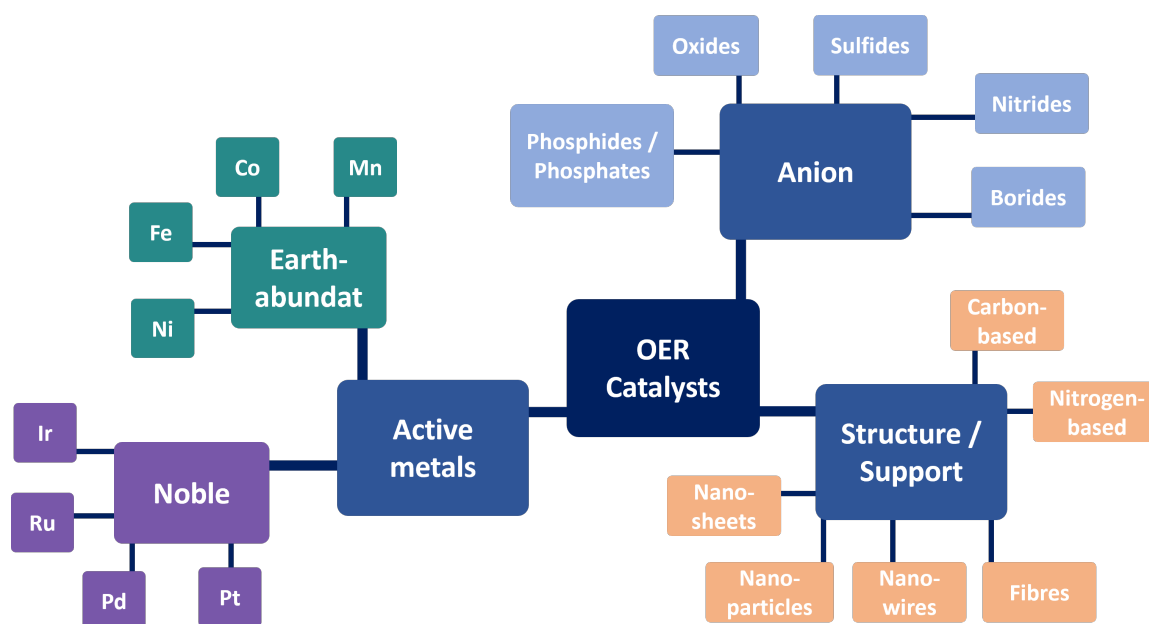 Oxides
Sulfides
Nitrides
Phosphides /
Phosphates
Anion
Borides
Co
Mn
Fe
Earth-
abundat
Ni
OER
Catalysts
Carbon-
based
Nitrogen-
based
Active
metals
Structure /
Support
Ir
Noble
Ru
Pd
Pt
Nano-
sheets
Nano-
particles
Nano-
wires
Fibres